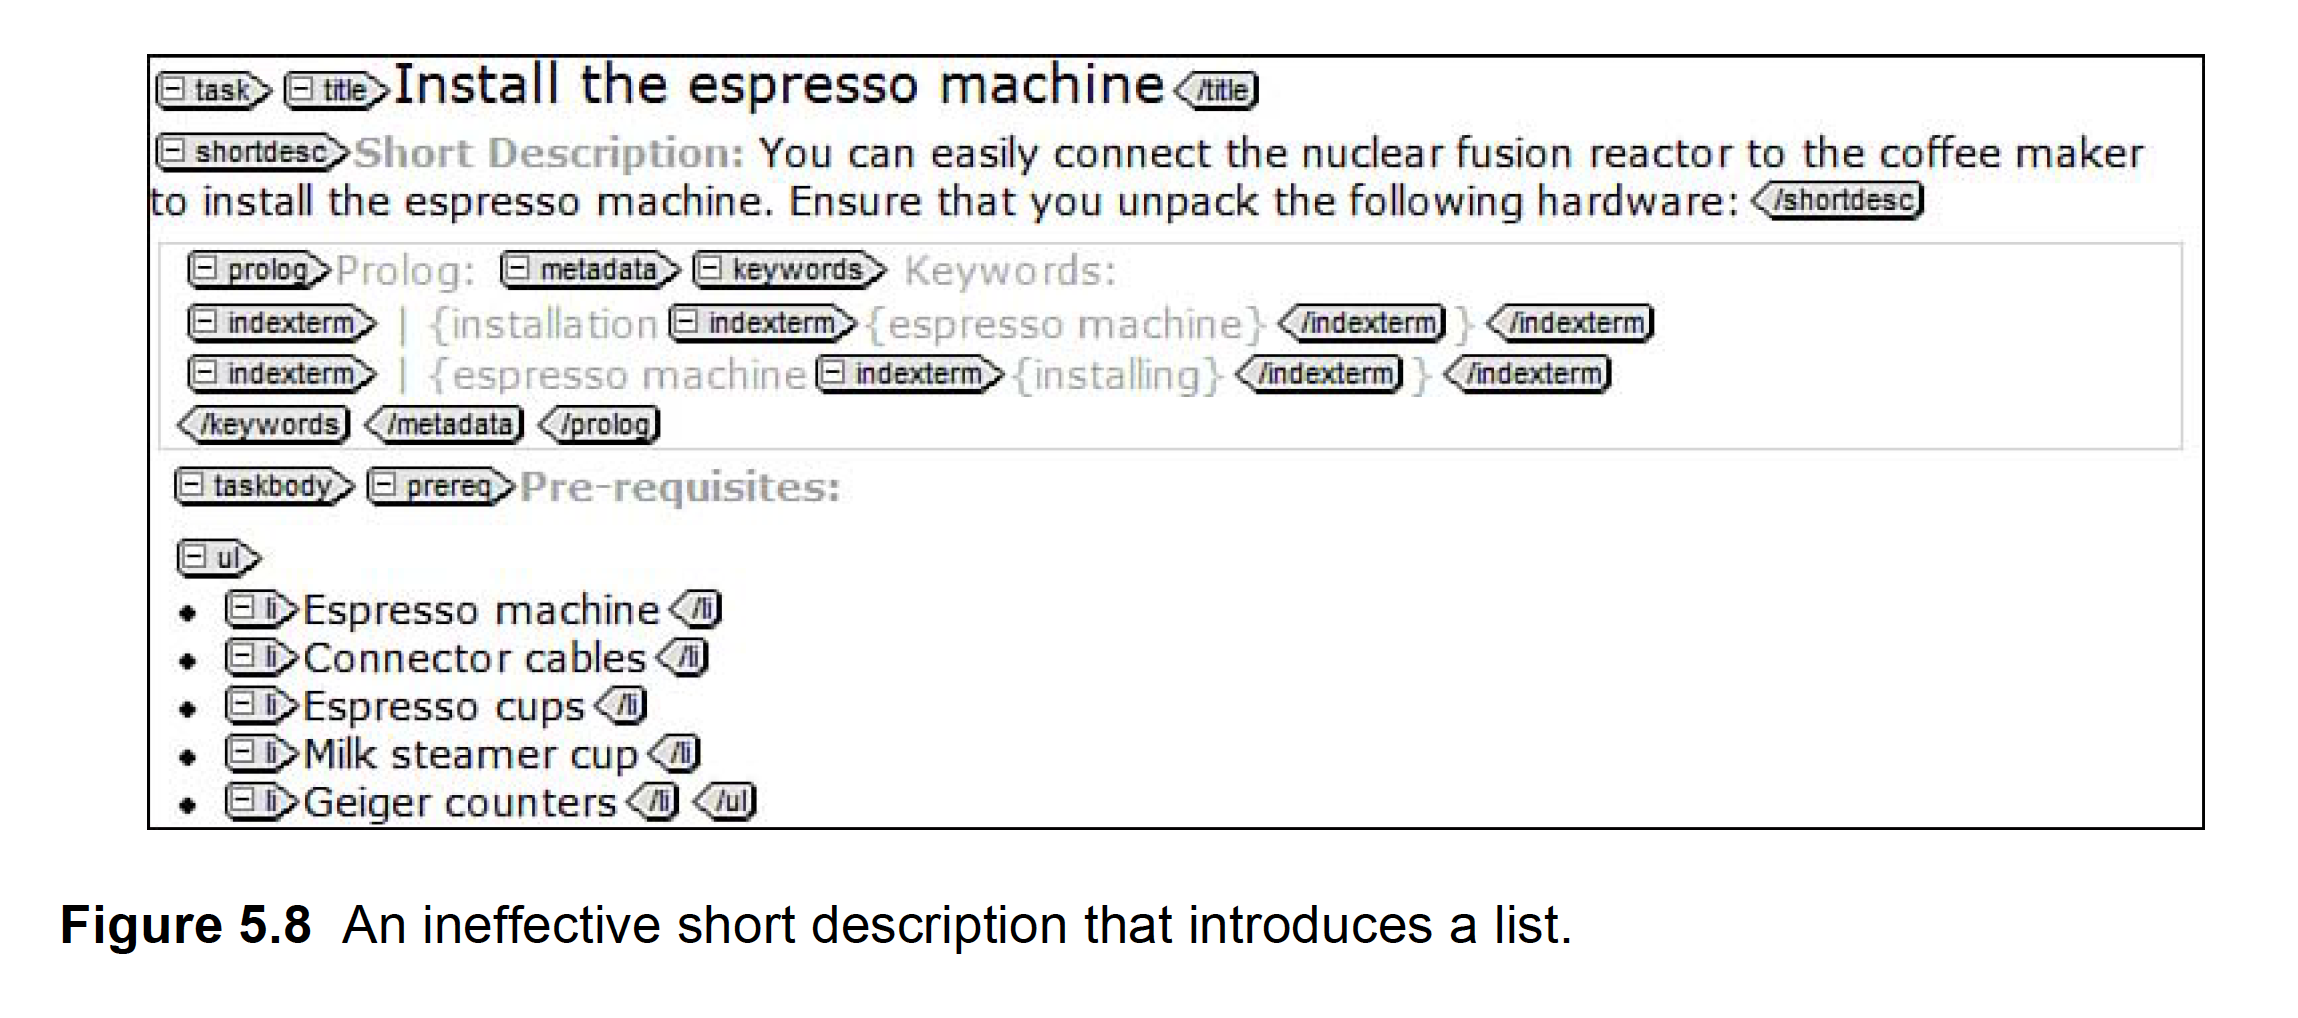 task title Install the espresso machine /title
shortdesc Short Description: You can easily connect the nuclear fusion reactor to the coffee maker
to install the espresso machine. Ensure that you unpack the following hardware: /shortdesc
prolog Prolog: metadata keywords Keywords:
indexterm | {installation indexterm {espresso machine} /indexterm } /indexterm
indexterm | {espresso machine indexterm {installing} /indexterm } /indexterm
/keywords /metadata /prolog
taskbody prereq Pre-requisites:
ul
• li Espresso machine /li
• li Connector cables /li
• li Espresso cups /li
• li Milk steamer cup /li
• li Geiger counters /li /ul
Figure 5.8 An ineffective short description that introduces a list.